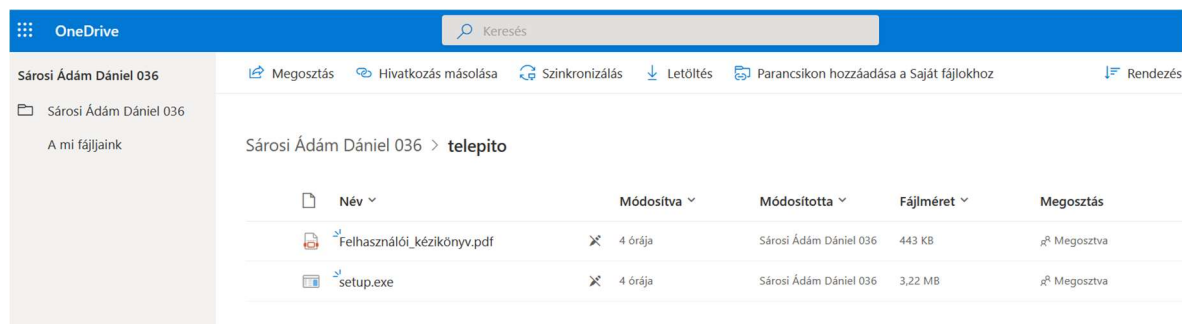 OneDrive
Keresés
Sárosi Ádám Dániel 036
Megosztás Hivatkozás másolása Szinkronizálás Letöltés Parancsikon hozzáadása a Saját fájlokhoz Rendezés
Sárosi Ádám Dániel 036
A mi fájljaink
Sárosi Ádám Dániel 036 > telepito
Név Módosítva Módosította Fájlméret Megosztás
Felhasználói_kézikönyv.pdf 4 órája Sárosi Ádám Dániel 036 443 KB Megosztva
setup.exe 4 órája Sárosi Ádám Dániel 036 3,22 MB Megosztva